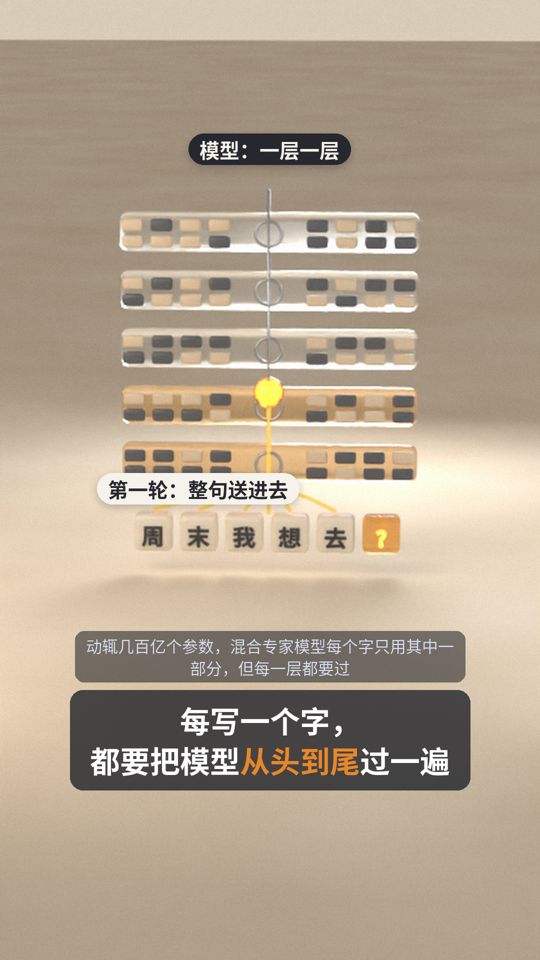 模型：一层一层
第一轮：整句送进去
周末我想去?
动辄几百亿个参数，混合专家模型每个字只用其中一
部分，但每一层都要过
每写一个字，
都要把模型从头到尾过一遍